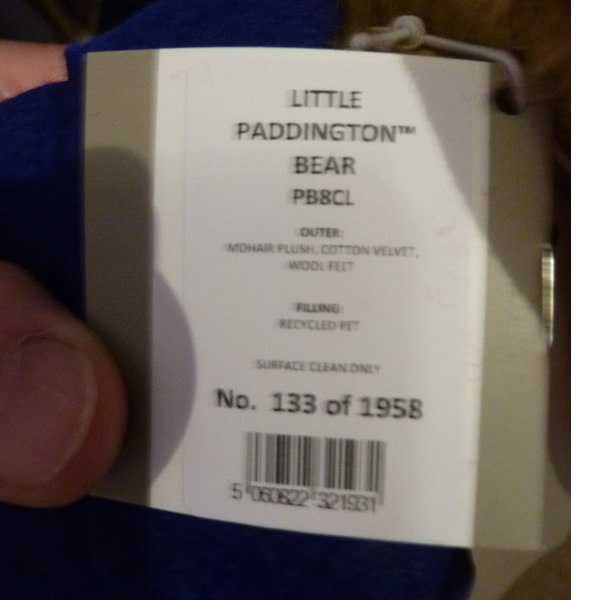 LITTLE
PADDINGTON™
BEAR
PB8CL
OUTER:
MOHAIR PLUSH, COTTON VELVET,
WOOL FELT
FILLING:
RECYCLED PET
SURFACE CLEAN ONLY
No. 133 of 1958
5 060622 321931